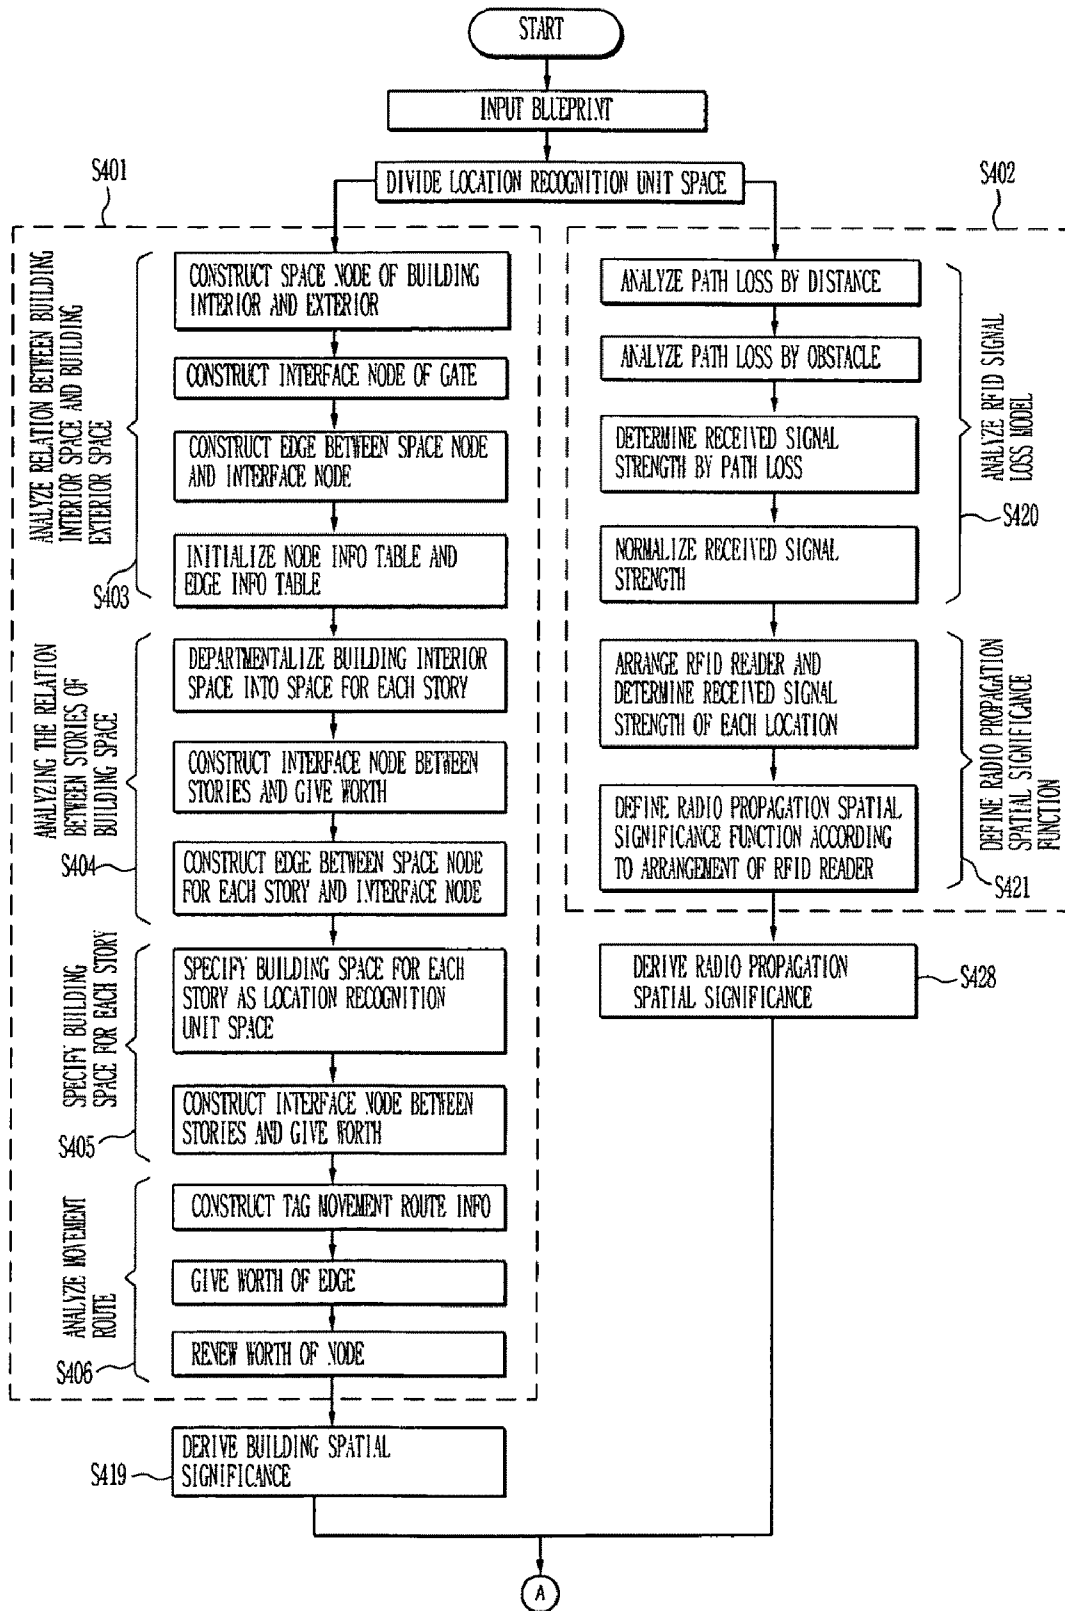 START
INPUT BLUEPRINT
DIVIDE LOCATION RECOGNITION UNIT SPACE
S401
S402
ANALYZE RELATION BETWEEN BUILDING
INTERIOR SPACE AND BUILDING
EXTERIOR SPACE
S403
CONSTRUCT SPACE NODE OF BUILDING
INTERIOR AND EXTERIOR
CONSTRUCT INTERFACE NODE OF GATE
CONSTRUCT EDGE BETWEEN SPACE NODE
AND INTERFACE NODE
INITIALIZE NODE INFO TABLE AND
EDGE INFO TABLE
ANALYZING THE RELATION
BETWEEN STORIES OF
BUILDING SPACE
S404
DEPARTMENTALIZE BUILDING INTERIOR
SPACE INTO SPACE FOR EACH STORY
CONSTRUCT INTERFACE NODE BETWEEN
STORIES AND GIVE WORTH
CONSTRUCT EDGE BETWEEN SPACE NODE
FOR EACH STORY AND INTERFACE NODE
SPECIFY BUILDING
SPACE FOR EACH STORY
S405
SPECIFY BUILDING SPACE FOR EACH
STORY AS LOCATION RECOGNITION
UNIT SPACE
CONSTRUCT INTERFACE NODE BETWEEN
STORIES AND GIVE WORTH
ANALYZE MOVEMENT
ROUTE
S406
CONSTRUCT TAG MOVEMENT ROUTE INFO
GIVE WORTH OF EDGE
RENEW WORTH OF NODE
S419
DERIVE BUILDING SPATIAL
SIGNIFICANCE
ANALYZE PATH LOSS BY DISTANCE
ANALYZE PATH LOSS BY OBSTACLE
DETERMINE RECEIVED SIGNAL
STRENGTH BY PATH LOSS
NORMALIZE RECEIVED SIGNAL
STRENGTH
ANALYZE RFID SIGNAL
LOSS MODEL
S420
ARRANGE RFID READER AND
DETERMINE RECEIVED SIGNAL
STRENGTH OF EACH LOCATION
DEFINE RADIO PROPAGATION SPATIAL
SIGNIFICANCE FUNCTION ACCORDING
TO ARRANGEMENT OF RFID READER
DEFINE RADIO PROPAGATION
SPATIAL SIGNIFICANCE
FUNCTION
S421
DERIVE RADIO PROPAGATION
SPATIAL SIGNIFICANCE
S428
A